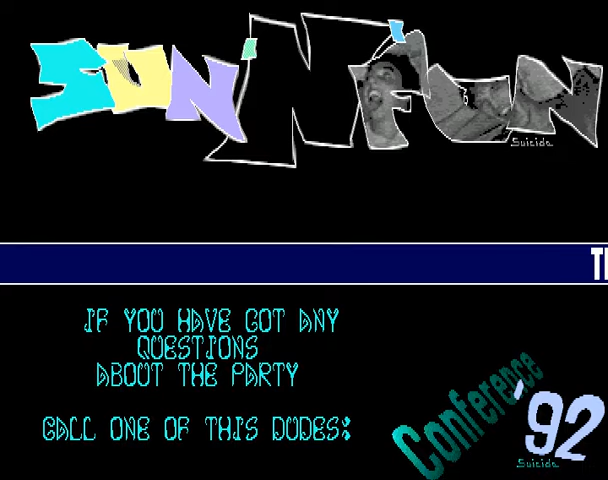 SUN'N'FUN
Suicide
TH
IF YOU HAVE GOT ANY
QUESTIONS
ABOUT THE PARTY
CALL ONE OF THIS DUDES:
Conference
'92
Suicide